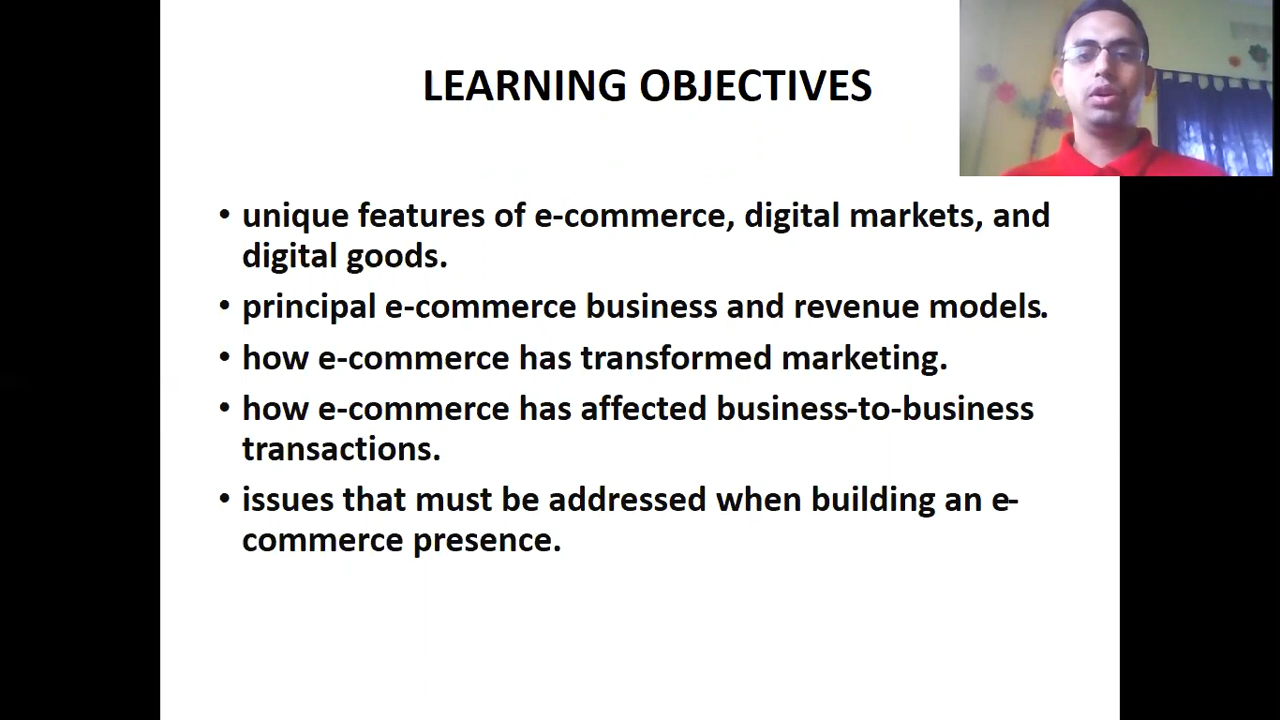 LEARNING OBJECTIVES
• unique features of e-commerce, digital markets, and
digital goods.
• principal e-commerce business and revenue models.
• how e-commerce has transformed marketing.
• how e-commerce has affected business-to-business
transactions.
• issues that must be addressed when building an e-
commerce presence.